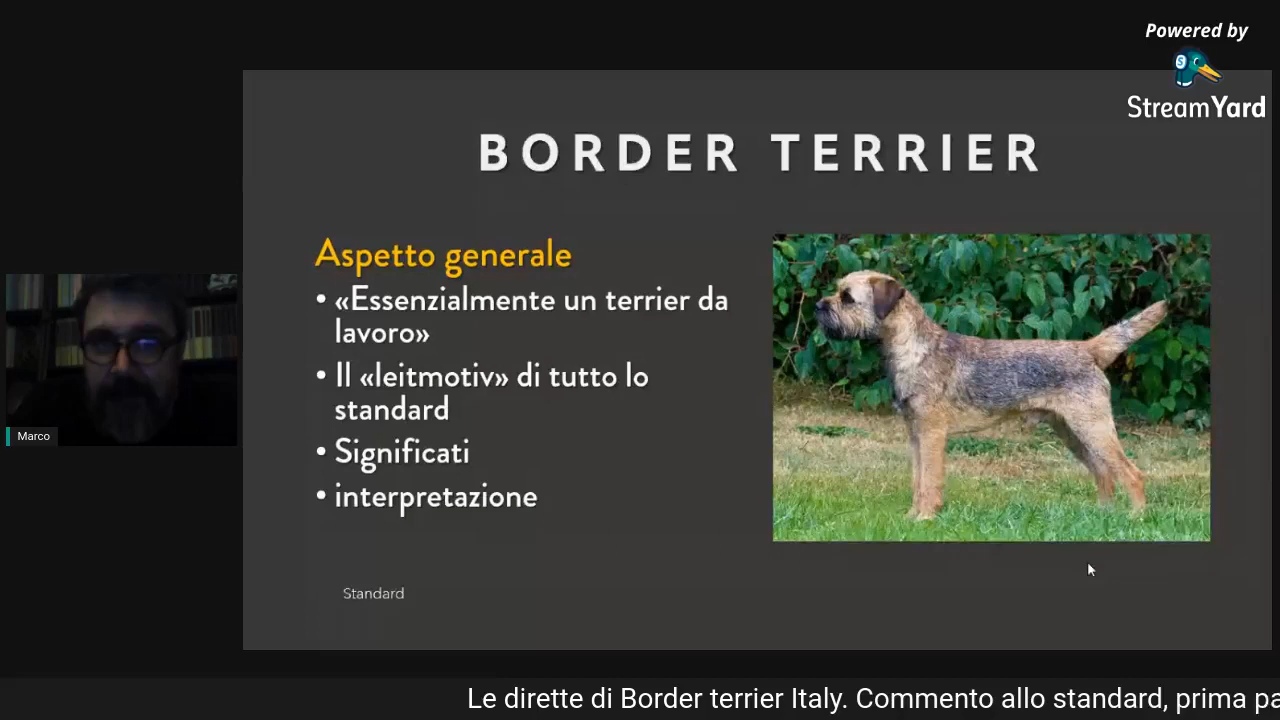 Powered by
StreamYard
BORDER TERRIER
Aspetto generale
• «Essenzialmente un terrier da
lavoro»
• Il «leitmotiv» di tutto lo
standard
• Significati
• interpretazione
Marco
Standard
Le dirette di Border terrier Italy. Commento allo standard, prima pa